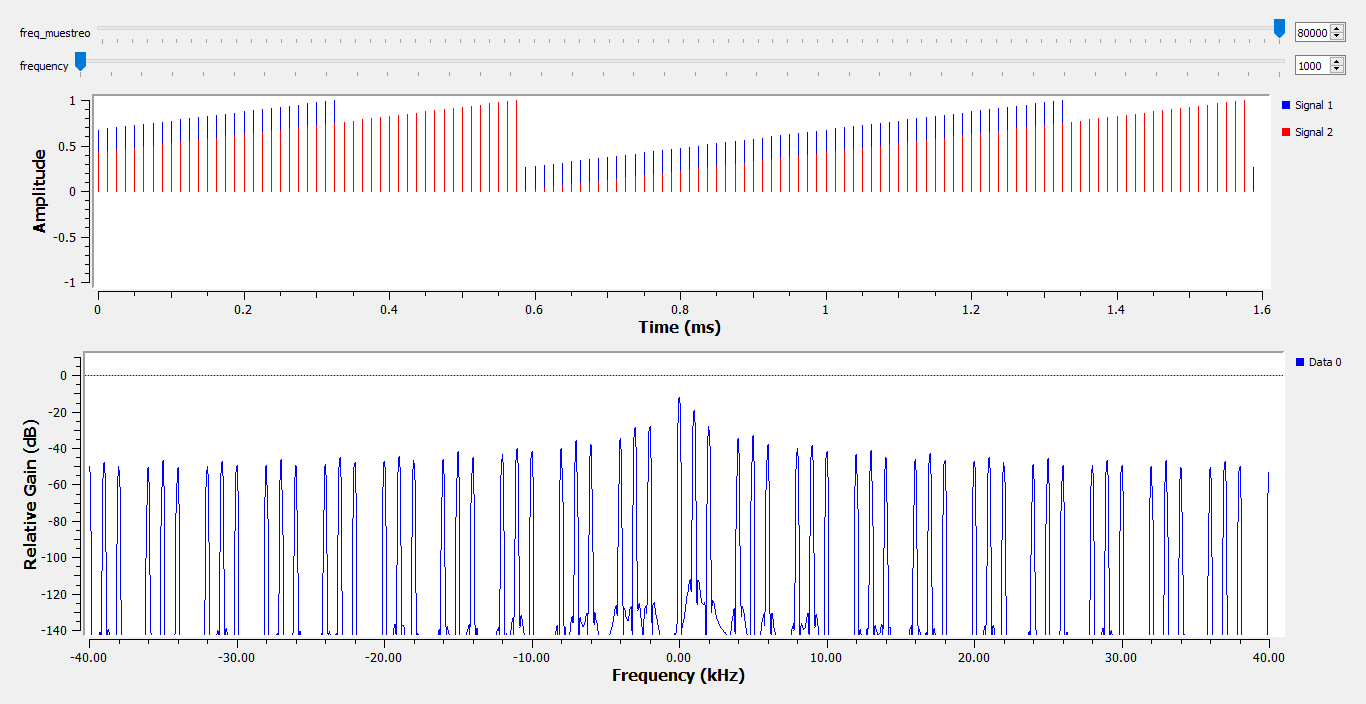 freq_muestreo 80000
frequency 1000
1
0.5
0
-0.5
-1
Amplitude
Signal 1
Signal 2
0 0.2 0.4 0.6 0.8 1 1.2 1.4 1.6
Time (ms)
0
-20
-40
-60
-80
-100
-120
-140
Relative Gain (dB)
Data 0
-40.00 -30.00 -20.00 -10.00 0.00 10.00 20.00 30.00 40.00
Frequency (kHz)